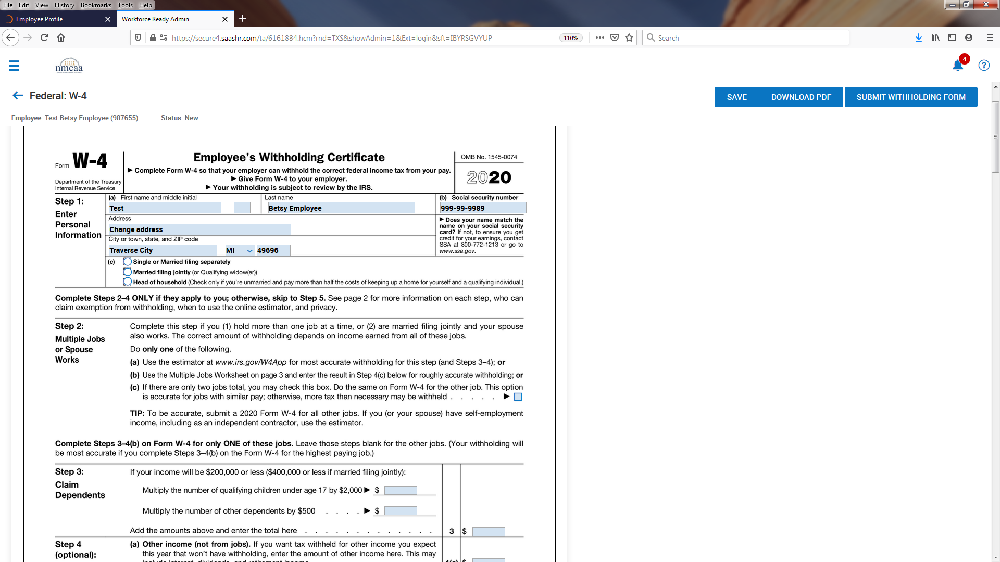 File Edit View History Bookmarks Tools Help
Employee Profile
Workforce Ready Admin
https://secure4.saashr.com/ta/6161884.hcm?rnd=TXS&showAdmin=1&Ext=login&sft=IBYRSGVYUP
110%
Search
nmcaa
4
Federal: W-4
SAVE
DOWNLOAD PDF
SUBMIT WITHHOLDING FORM
Employee: Test Betsy Employee (987655) Status: New
Form W-4
Department of the Treasury
Internal Revenue Service
Employee's Withholding Certificate
▶ Complete Form W-4 so that your employer can withhold the correct federal income tax from your pay.
▶ Give Form W-4 to your employer.
▶ Your withholding is subject to review by the IRS.
OMB No. 1545-0074
2020
Step 1:
Enter
Personal
Information
(a) First name and middle initial
Test
Last name
Betsy Employee
(b) Social security number
999-99-9989
Address
Change address
City or town, state, and ZIP code
Traverse City MI 49696
▶ Does your name match the
name on your social security
card? If not, to ensure you get
credit for your earnings, contact
SSA at 800-772-1213 or go to
www.ssa.gov.
(c) Single or Married filing separately
Married filing jointly (or Qualifying widow(er))
Head of household (Check only if you're unmarried and pay more than half the costs of keeping up a home for yourself and a qualifying individual.)
Complete Steps 2–4 ONLY if they apply to you; otherwise, skip to Step 5. See page 2 for more information on each step, who can
claim exemption from withholding, when to use the online estimator, and privacy.
Step 2:
Multiple Jobs
or Spouse
Works
Complete this step if you (1) hold more than one job at a time, or (2) are married filing jointly and your spouse
also works. The correct amount of withholding depends on income earned from all of these jobs.
Do only one of the following.
(a) Use the estimator at www.irs.gov/W4App for most accurate withholding for this step (and Steps 3–4); or
(b) Use the Multiple Jobs Worksheet on page 3 and enter the result in Step 4(c) below for roughly accurate withholding; or
(c) If there are only two jobs total, you may check this box. Do the same on Form W-4 for the other job. This option
is accurate for jobs with similar pay; otherwise, more tax than necessary may be withheld . . . . . ▶
TIP: To be accurate, submit a 2020 Form W-4 for all other jobs. If you (or your spouse) have self-employment
income, including as an independent contractor, use the estimator.
Complete Steps 3–4(b) on Form W-4 for only ONE of these jobs. Leave those steps blank for the other jobs. (Your withholding will
be most accurate if you complete Steps 3–4(b) on the Form W-4 for the highest paying job.)
Step 3:
Claim
Dependents
If your income will be $200,000 or less ($400,000 or less if married filing jointly):
Multiply the number of qualifying children under age 17 by $2,000 ▶ $
Multiply the number of other dependents by $500 . . . . ▶ $
Add the amounts above and enter the total here . . . . . . . . . . . . . 3 $
Step 4
(optional):
(a) Other income (not from jobs). If you want tax withheld for other income you expect
this year that won't have withholding, enter the amount of other income here. This may